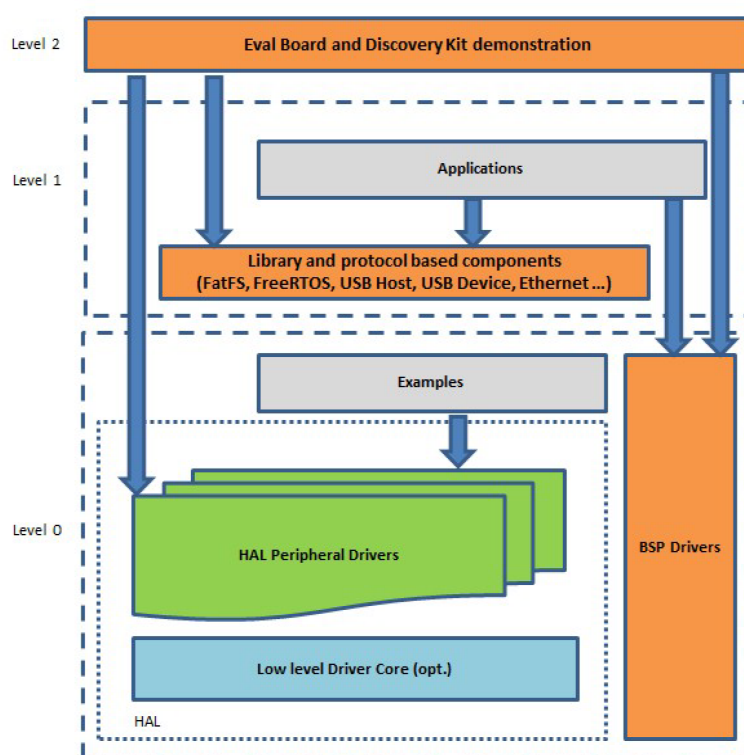 Level 2
Eval Board and Discovery Kit demonstration
Level 1
Applications
Library and protocol based components
(FatFS, FreeRTOS, USB Host, USB Device, Ethernet ...)
Examples
Level 0
HAL Peripheral Drivers
BSP Drivers
Low level Driver Core (opt.)
HAL